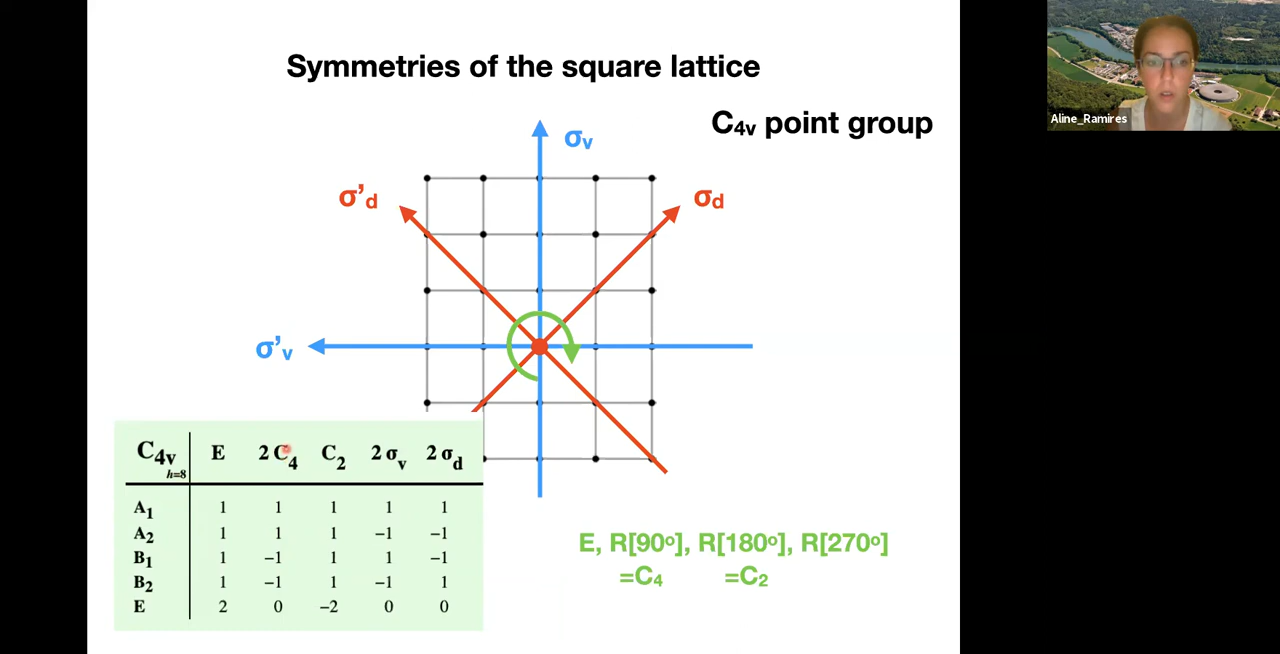 Symmetries of the square lattice
C4v point group
σv
σ’d
σd
σ’v
C4v h=8 E 2C4 C2 2σv 2σd
A1 1 1 1 1 1
A2 1 1 1 −1 −1
B1 1 −1 1 1 −1
B2 1 −1 1 −1 1
E 2 0 −2 0 0
E, R[90º], R[180º], R[270º]
=C4 =C2
Aline_Ramires